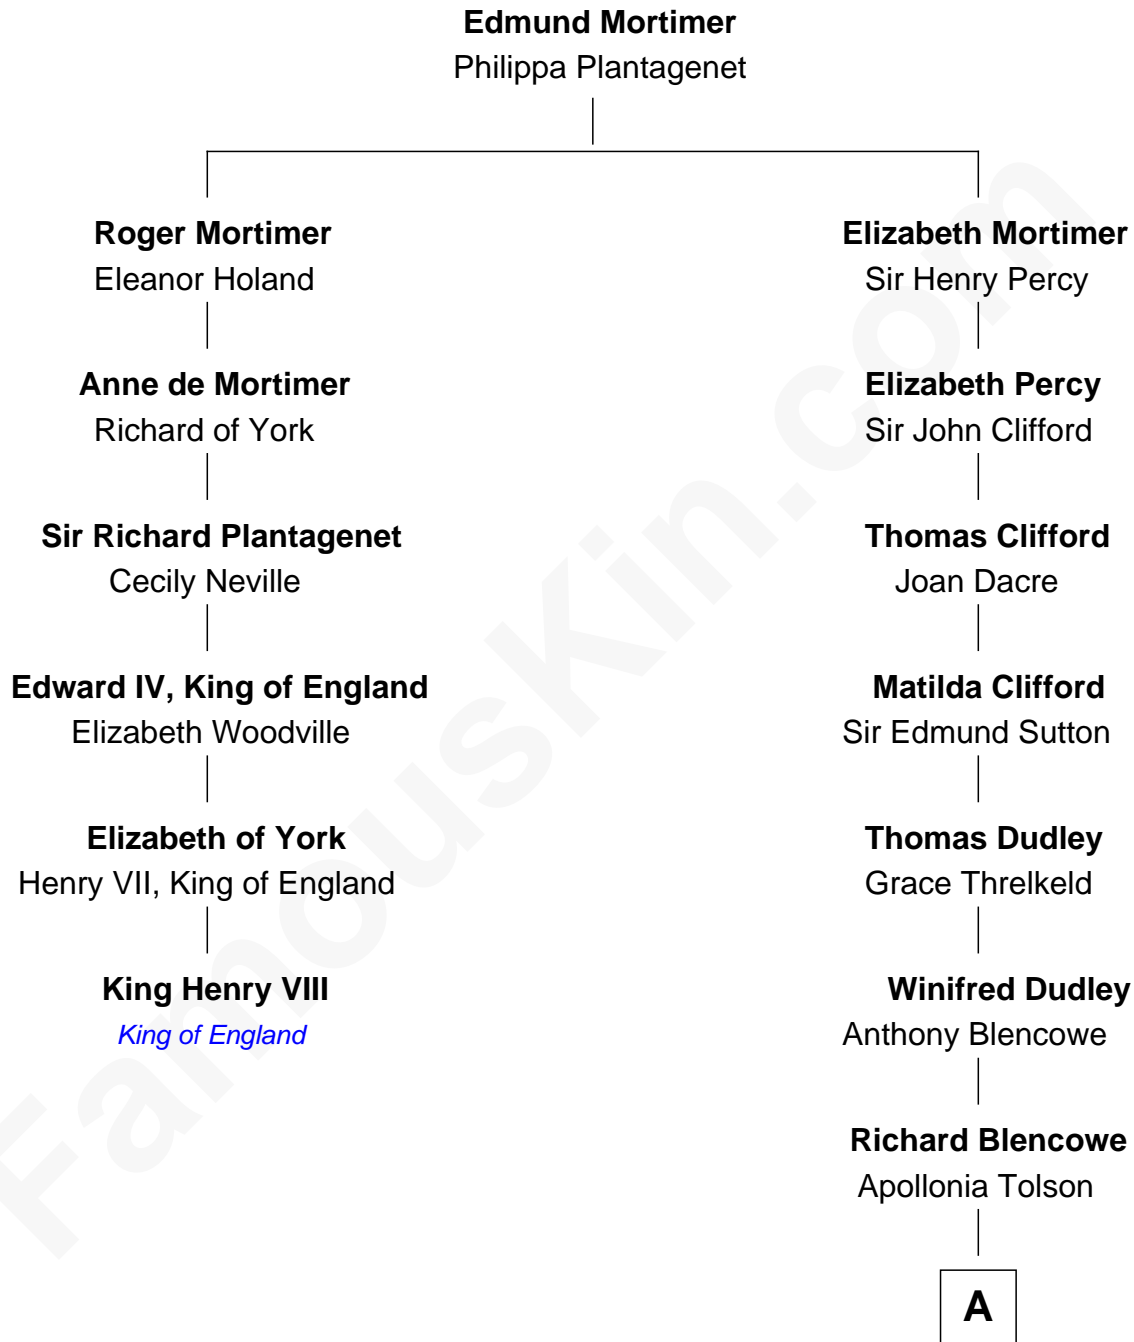 Edmund Mortimer
Philippa Plantagenet
Roger Mortimer
Eleanor Holand
Anne de Mortimer
Richard of York
Sir Richard Plantagenet
Cecily Neville
Edward IV, King of England
Elizabeth Woodville
Elizabeth of York
Henry VII, King of England
King Henry VIII
King of England
Elizabeth Mortimer
Sir Henry Percy
Elizabeth Percy
Sir John Clifford
Thomas Clifford
Joan Dacre
Matilda Clifford
Sir Edmund Sutton
Thomas Dudley
Grace Threlkeld
Winifred Dudley
Anthony Blencowe
Richard Blencowe
Apollonia Tolson
A
FamousKin.com